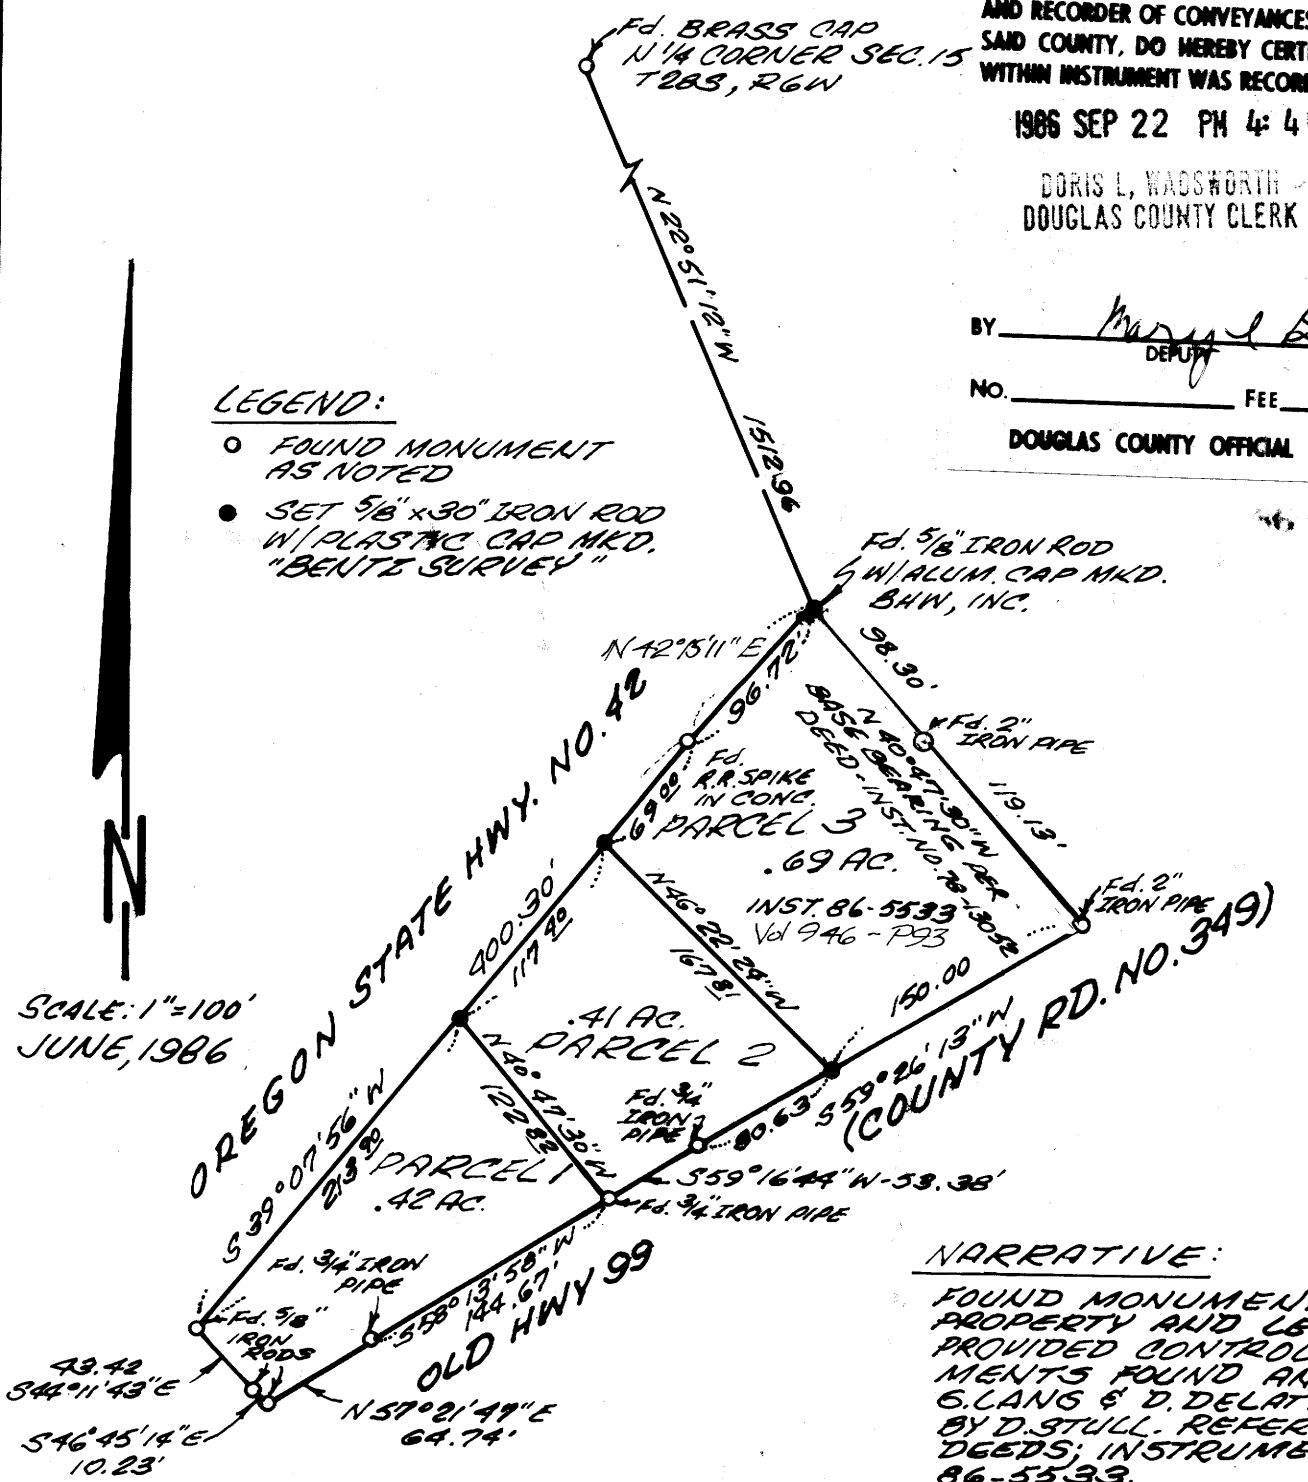 Fd. BRASS CAP
N 1/4 CORNER SEC. 15
T28S, R6W
AND RECORDER OF CONVEYANCES
SAID COUNTY, DO HEREBY CERT
WITHIN INSTRUMENT WAS RECOR
1986 SEP 22 PM 4: 4
DORIS L, WADSWORTH
DOUGLAS COUNTY CLERK
BY
DEPUTY
NO. FEE
DOUGLAS COUNTY OFFICIAL
N 22° 51' 12" W
1512.96
LEGEND:
FOUND MONUMENT
AS NOTED
SET 5/8" x 30" IRON ROD
W/ PLASTIC CAP MKD.
"BENTZ SURVEY"
Fd. 5/8" IRON ROD
W/ ALUM. CAP MKD.
BHW, INC.
N 42° 15' 11" E
96.72'
98.30'
Fd. 2"
IRON PIPE
119.13'
Fd. 2"
IRON PIPE
N 40° 47' 30" W
BASE BEARING PER
DEED - INST. NO. 78-13052
Fd.
R.R. SPIKE
IN CONC.
69.00
PARCEL 3
.69 AC.
INST. 86-5533
Vol 946 - P93
OREGON STATE HWY. NO. 42
400.30'
117.40
N 46° 22' 24" W
167.81
150.00
S 59° 26' 13" W
(COUNTY RD. NO. 349)
N
SCALE: 1"=100'
JUNE, 1986
.41 AC.
PARCEL 2
N 40° 47' 30" W
122.82
Fd. 3/4"
IRON
PIPE
80.63
S 59° 16' 44" W - 53.38'
Fd. 3/4" IRON PIPE
S 39° 07' 56" W
213.90
PARCEL 1
.42 AC.
Fd. 3/4" IRON
PIPE
S 58° 13' 58" W
144.67'
OLD HWY 99
Fd. 5/8"
IRON
RODS
43.42
S 44° 11' 43" E
S 46° 45' 14" E
10.23'
N 57° 21' 49" E
64.74'
NARRATIVE:
FOUND MONUMEN
PROPERTY AND LE
PROVIDED CONTROL
MENTS FOUND AN
G. LANG & D. DELAT
BY D. STULL. REFER
DEEDS; INSTRUME
86-5533